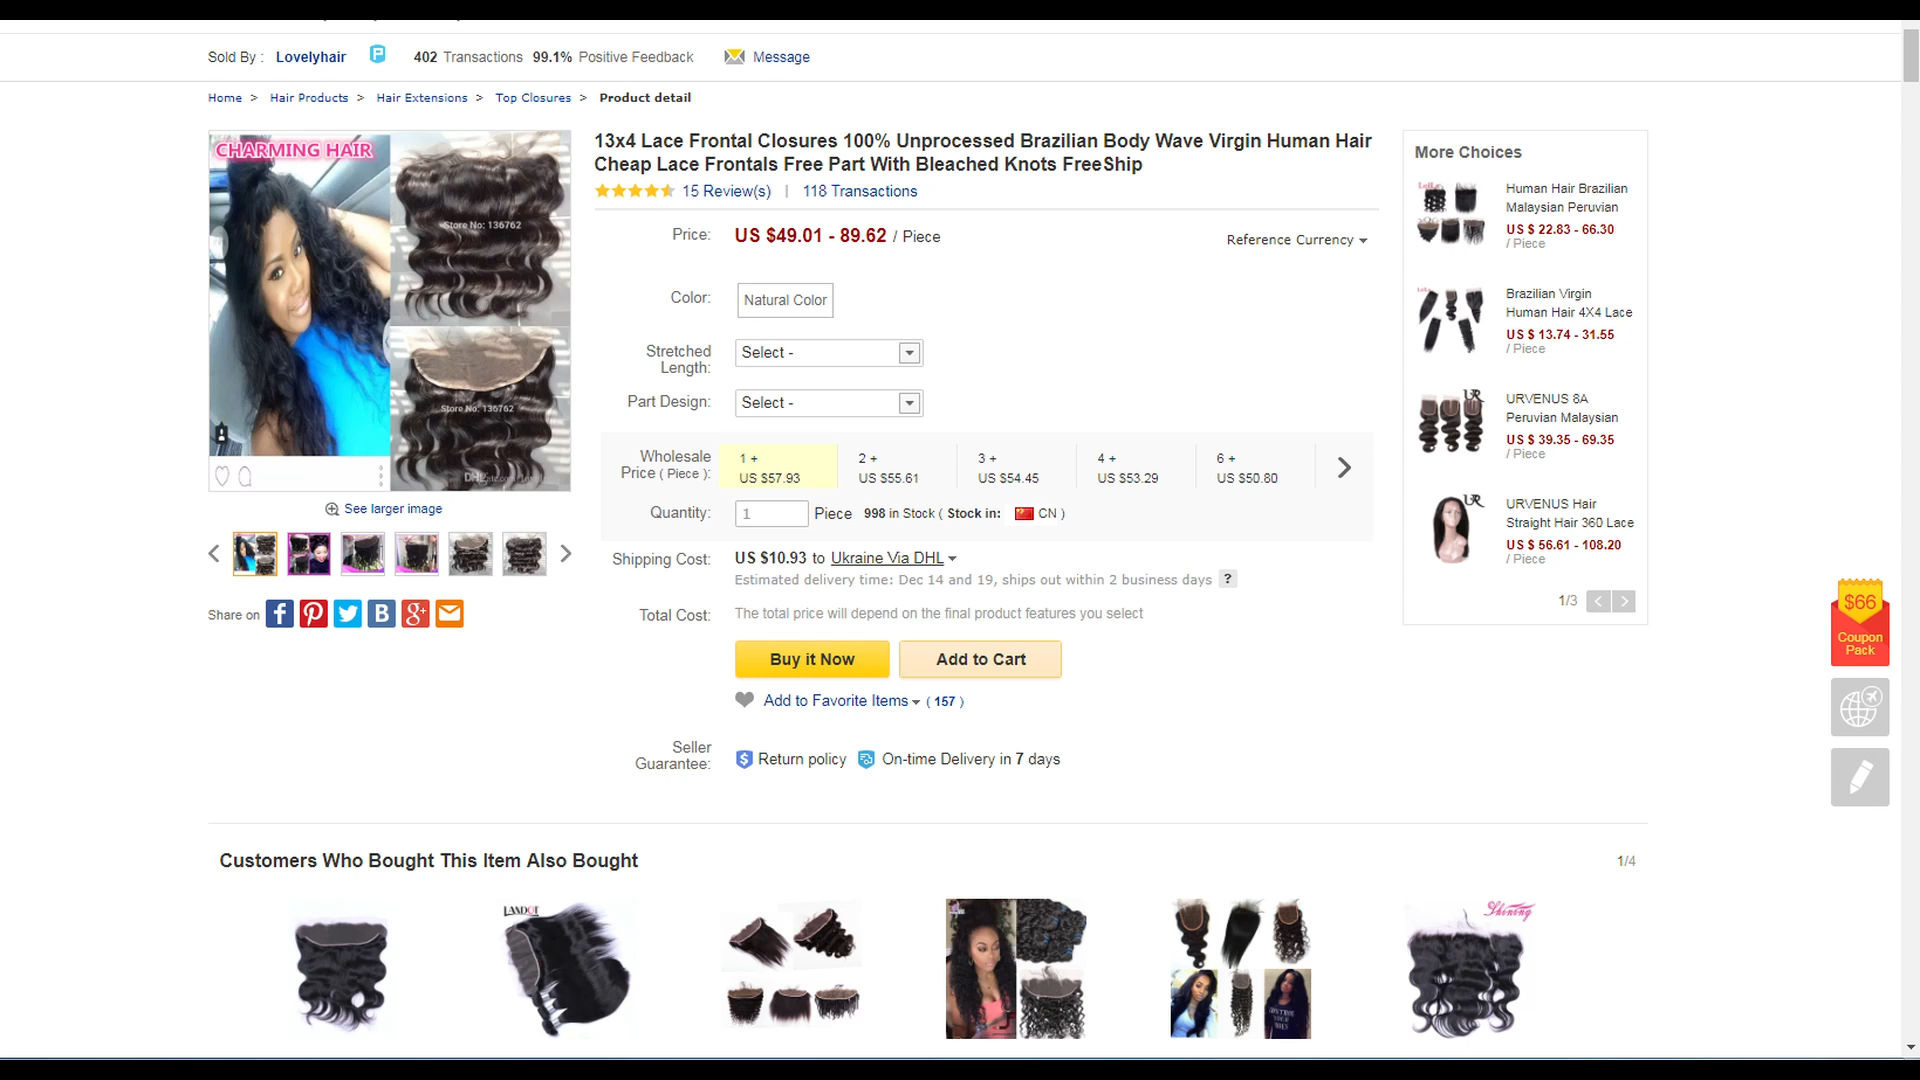 Sold By : Lovelyhair 402 Transactions 99.1% Positive Feedback Message
Home > Hair Products > Hair Extensions > Top Closures > Product detail
CHARMING HAIR
Store No: 136762
Store No: 136762
See larger image
Share on
13x4 Lace Frontal Closures 100% Unprocessed Brazilian Body Wave Virgin Human Hair
Cheap Lace Frontals Free Part With Bleached Knots FreeShip
15 Review(s) | 118 Transactions
Price: US $49.01 - 89.62 / Piece
Reference Currency
Color: Natural Color
Stretched
Length: Select -
Part Design: Select -
Wholesale
Price ( Piece ):
1 +
US $57.93
2 +
US $55.61
3 +
US $54.45
4 +
US $53.29
6 +
US $50.80
Quantity: 1 Piece 998 in Stock ( Stock in: CN )
Shipping Cost: US $10.93 to Ukraine Via DHL
Estimated delivery time: Dec 14 and 19, ships out within 2 business days ?
Total Cost: The total price will depend on the final product features you select
Buy it Now Add to Cart
Add to Favorite Items ( 157 )
Seller
Guarantee: Return policy On-time Delivery in 7 days
More Choices
Human Hair Brazilian
Malaysian Peruvian
US $ 22.83 - 66.30
/ Piece
Brazilian Virgin
Human Hair 4X4 Lace
US $ 13.74 - 31.55
/ Piece
URVENUS 8A
Peruvian Malaysian
US $ 39.35 - 69.35
/ Piece
URVENUS Hair
Straight Hair 360 Lace
US $ 56.61 - 108.20
/ Piece
1/3
$66
Coupon
Pack
Customers Who Bought This Item Also Bought 1/4
LANDOT
Shining